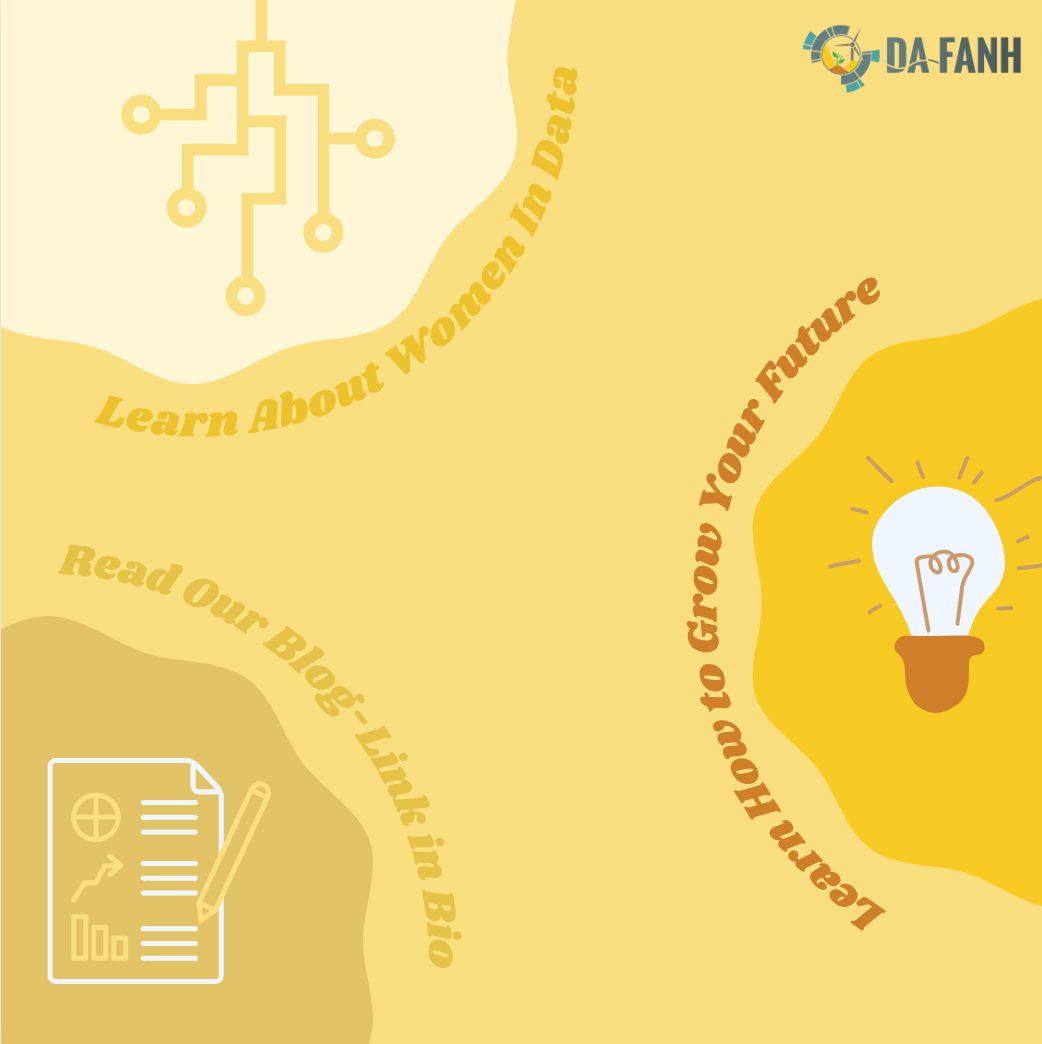 DA-FANH
Learn About Women In Data
Learn How to Grow Your Future
Read Our Blog-Link in Bio